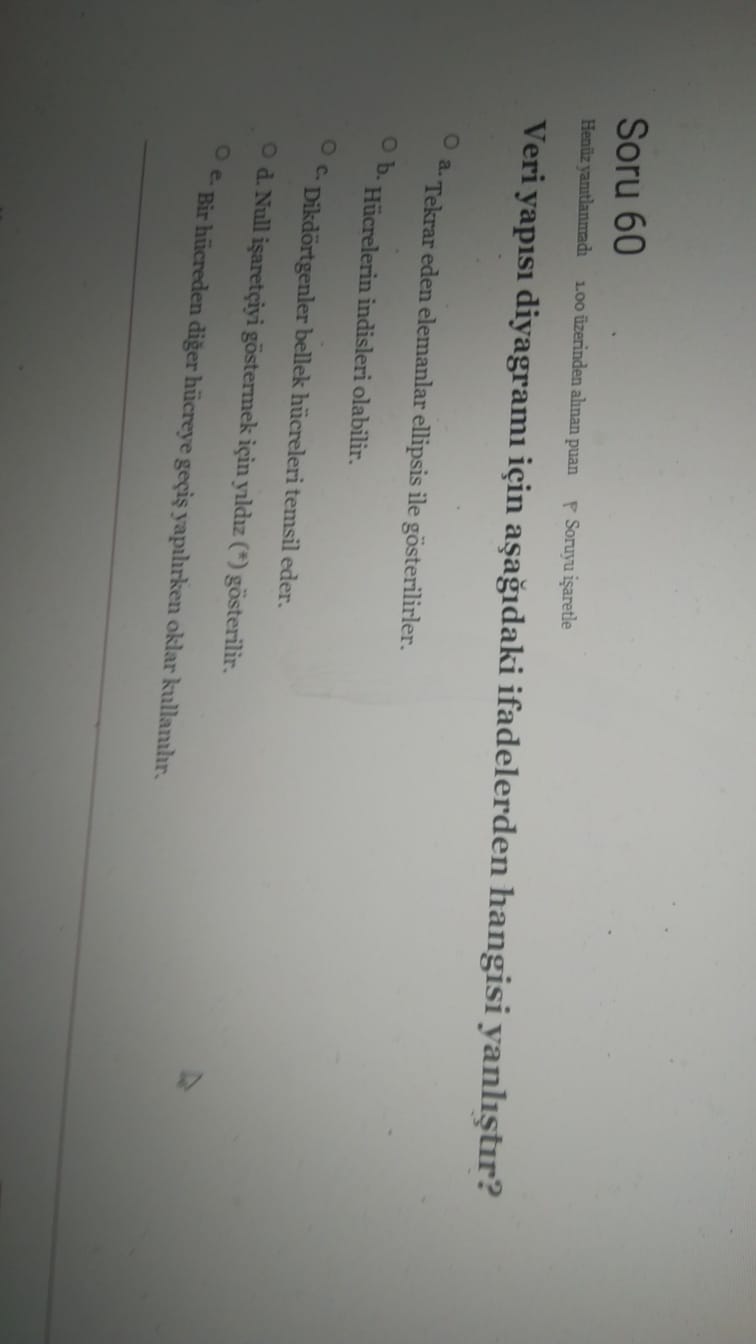 Soru 60
Henüz yanıtlanmadı 1.00 üzerinden alınan puan Soruyu işaretle
Veri yapısı diyagramı için aşağıdaki ifadelerden hangisi yanlıştır?
a. Tekrar eden elemanlar ellipsis ile gösterilirler.
b. Hücrelerin indisleri olabilir.
c. Dikdörtgenler bellek hücreleri temsil eder.
d. Null işaretçiyi göstermek için yıldız (*) gösterilir.
e. Bir hücreden diğer hücreye geçiş yapılırken oklar kullanılır.